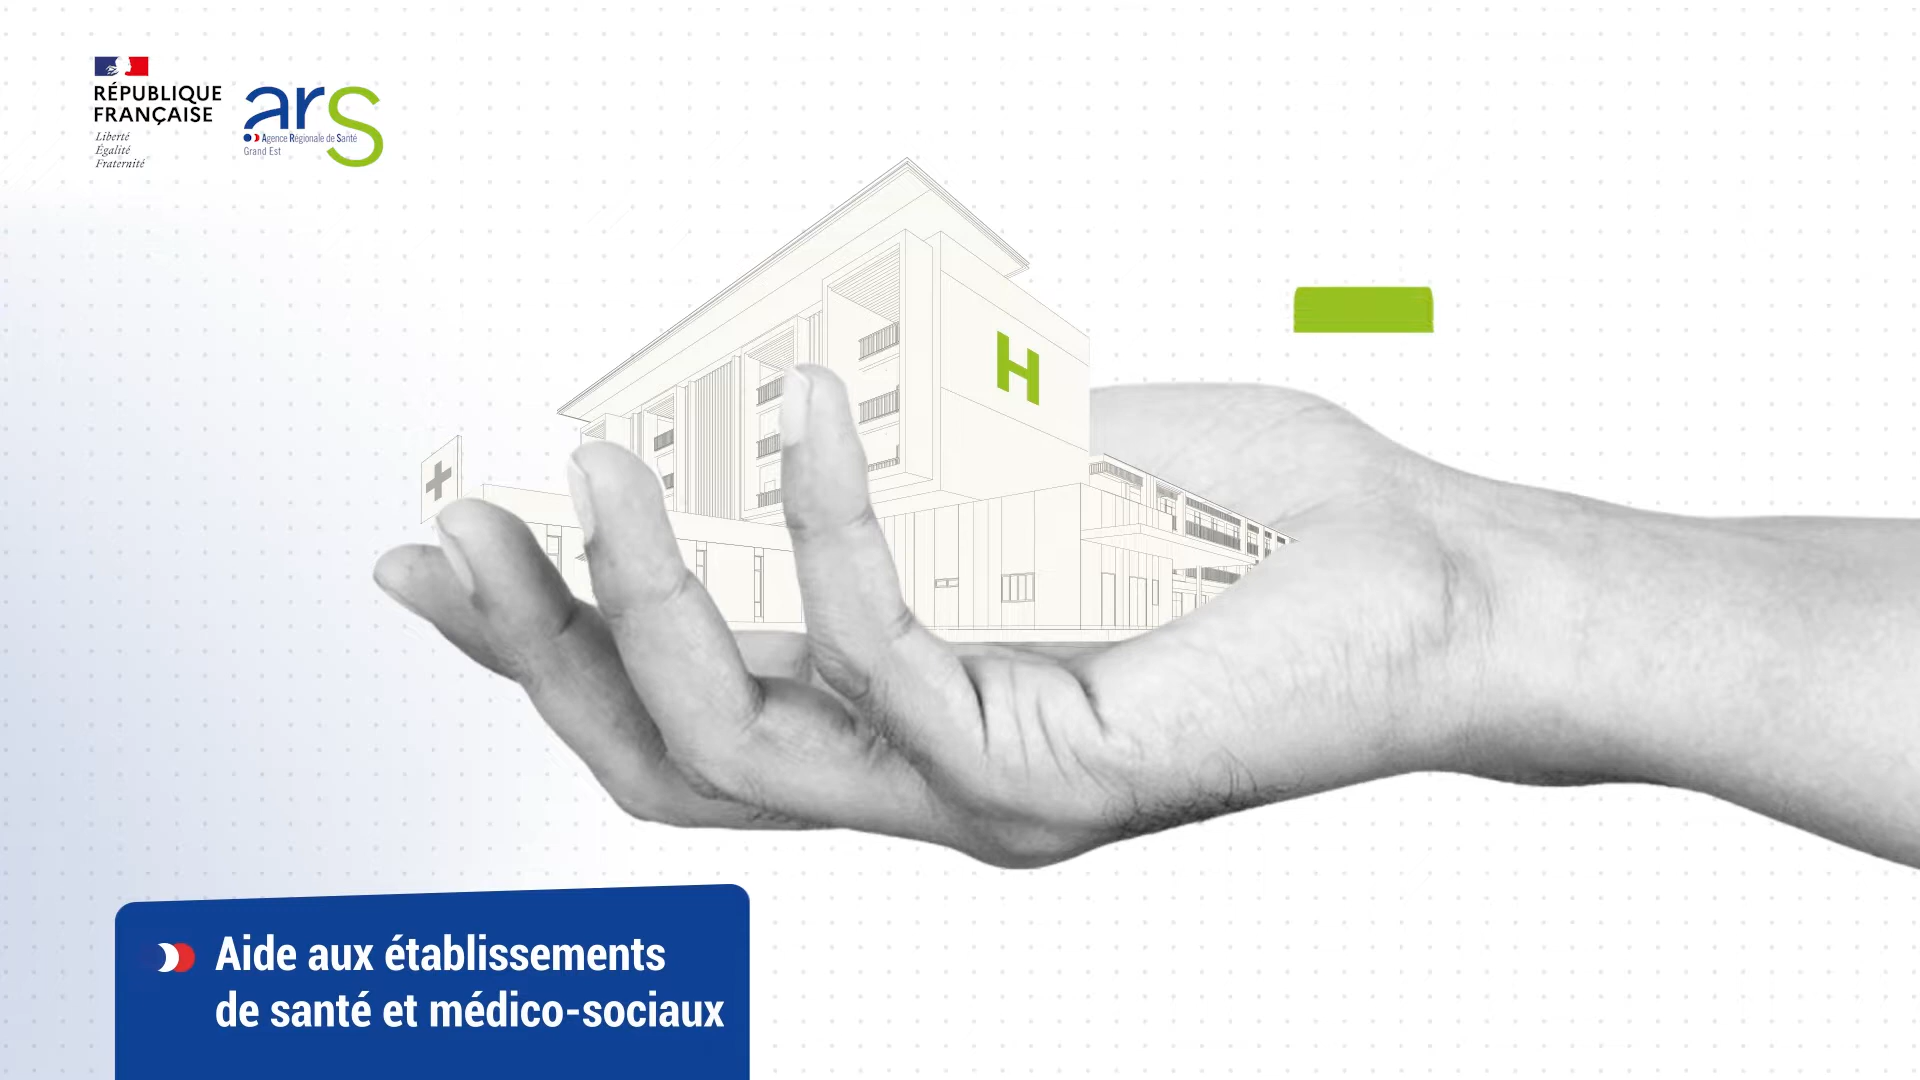 RÉPUBLIQUE
FRANÇAISE
Liberté
Égalité
Fraternité
ars
Agence Régionale de Santé
Grand Est
H
Aide aux établissements
de santé et médico-sociaux